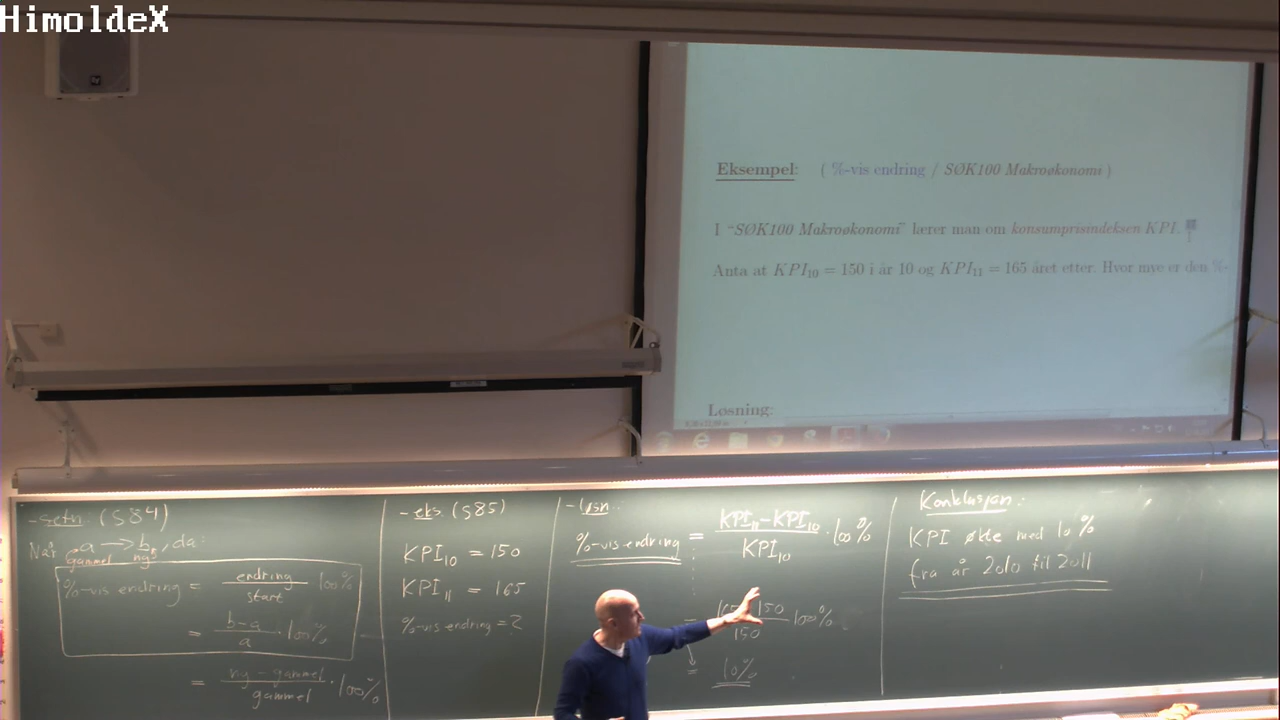 HimoldeX
Eksempel: ( %-vis endring / SØK100 Makroøkonomi )
I "SØK100 Makroøkonomi" lærer man om konsumprisindeksen KPI.
Anta at KPI₁₀ = 150 i år 10 og KPI₁₁ = 165 året etter. Hvor mye er den %-
Løsning:
- setn. (S84)
Når a → b, da:
gammel ny
%-vis endring = endring/start · 100%
= b-a/a · 100%
= ny-gammel/gammel · 100%
- eks. (S85)
KPI₁₀ = 150
KPI₁₁ = 165
%-vis endring = ?
- løsn.
%-vis endring = KPI₁₁-KPI₁₀/KPI₁₀ · 100%
150/150 · 100%
= 10%
Konklusjon:
KPI økte med 10 %
fra år 2010 til 2011